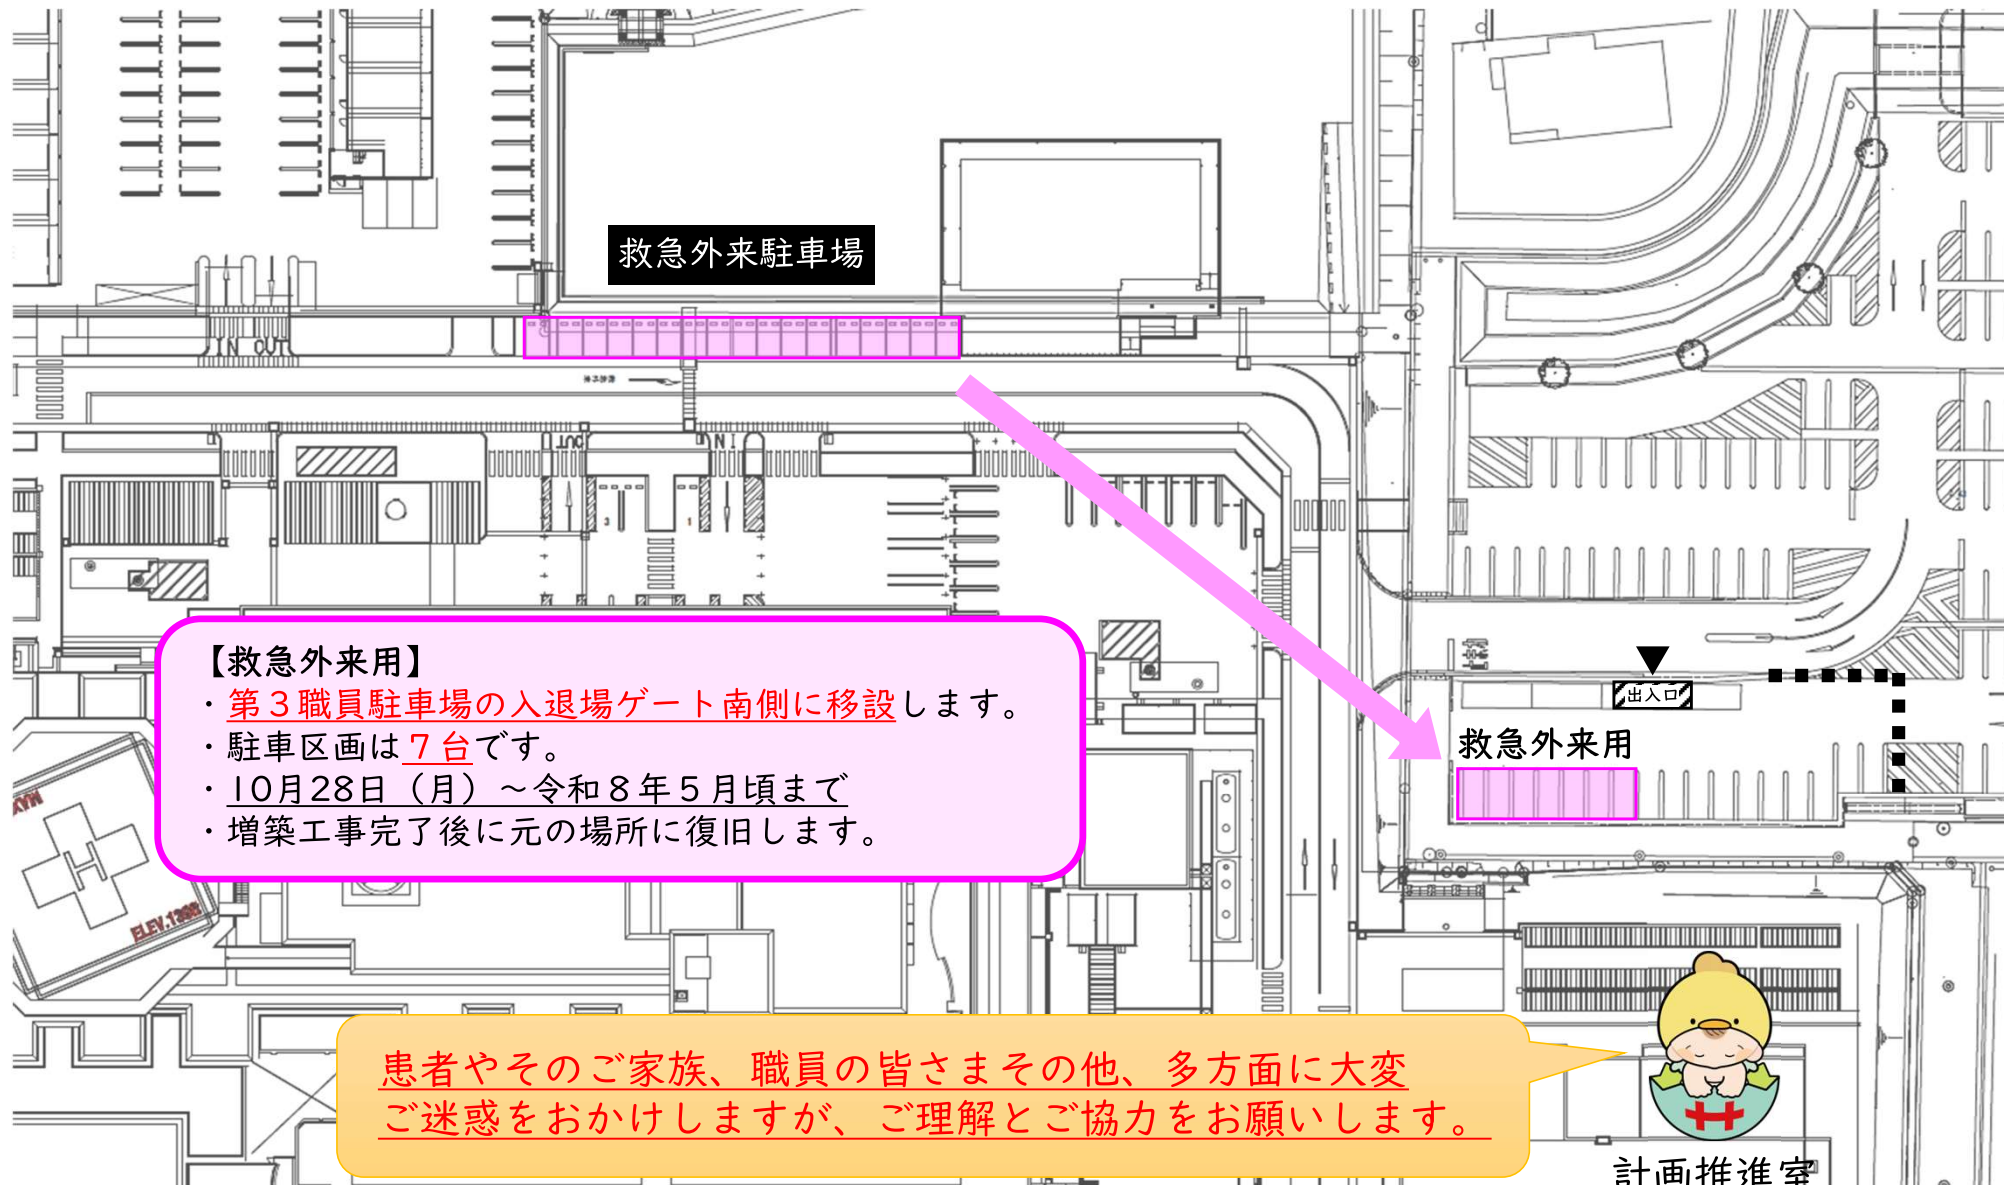 救急外来駐車場
IN OUT
OUT
IN
3
1
【救急外来用】
・第３職員駐車場の入退場ゲート南側に移設します。
・駐車区画は７台です。
・10月28日（月）～令和８年５月頃まで
・増築工事完了後に元の場所に復旧します。
出入口
救急外来用
MAX
H
ELEV.1398
患者やそのご家族、職員の皆さまその他、多方面に大変
ご迷惑をおかけしますが、ご理解とご協力をお願いします。
計画推進室